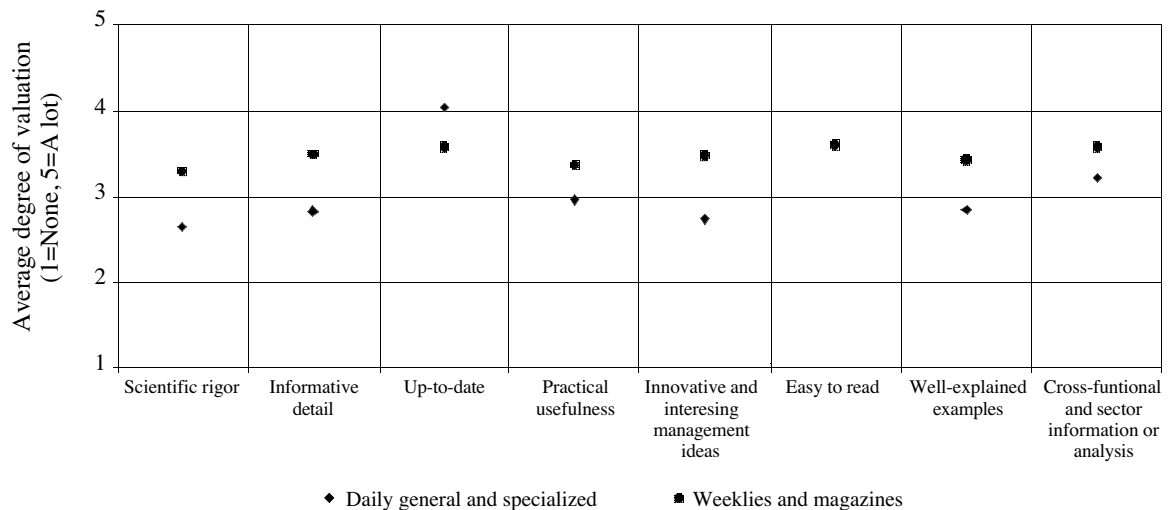 Average degree of valuation
(1=None, 5=A lot)
5
4
3
2
1
Scientific rigor
Informative
detail
Up-to-date
Practical
usefulness
Innovative and
interesing
management
ideas
Easy to read
Well-explained
examples
Cross-funtional
and sector
information or
analysis
Daily general and specialized
Weeklies and magazines